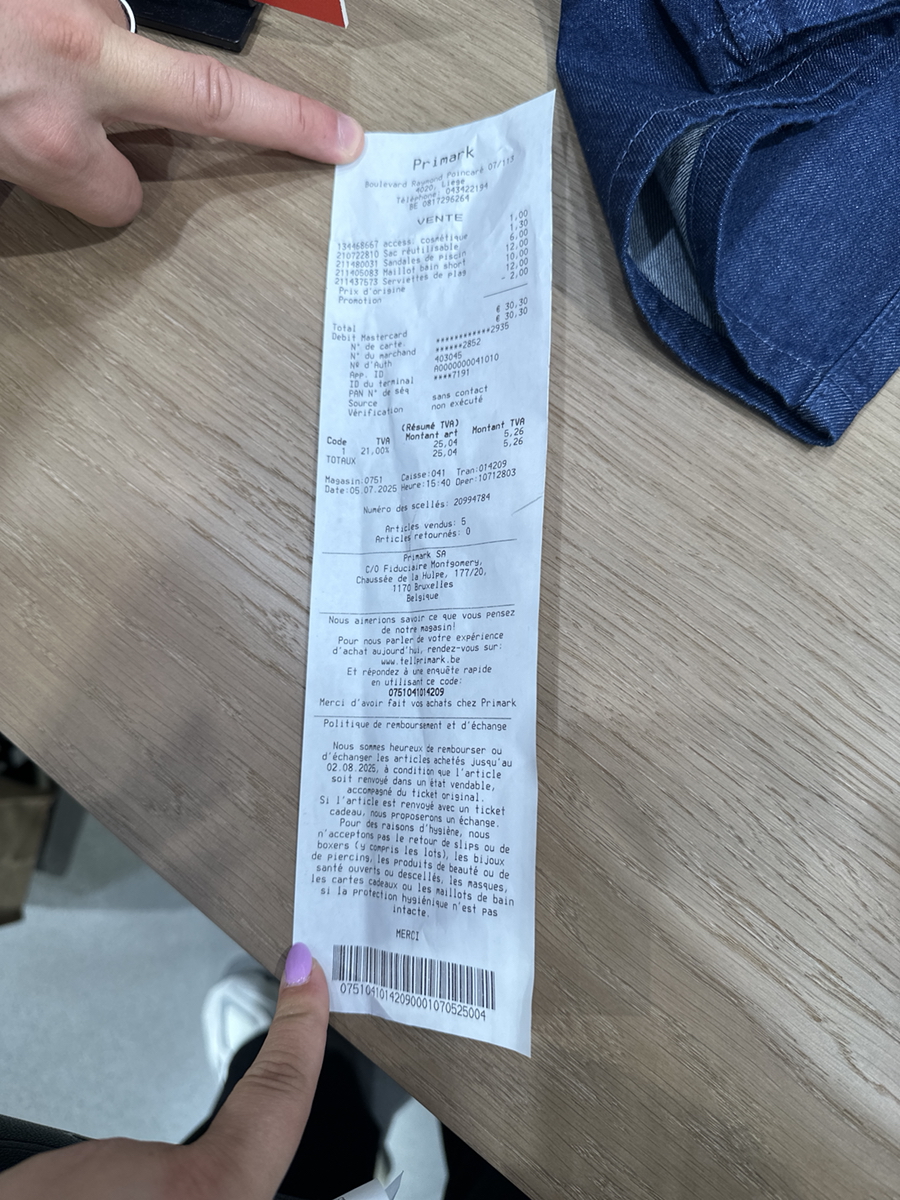 Primark
Boulevard Raymond Poincaré 07/113
4020, Liege
Téléphone: 043422194
BE 0817296264
VENTE
134468667 access. cosmétique 1,00
210722810 Sac réutilisable 1,30
211480031 Sandales de piscin 6,00
211405083 Maillot bain short 12,00
211437573 Serviettes de plag 10,00
Prix d'origine 12,00
Promotion - 2,00
Total € 30,30
Debit Mastercard € 30,30
N° de carte. ************2935
N° du marchand ******2852
Nº d'Auth 403045
App. ID A0000000041010
ID du terminal ****7191
PAN N° de séq
Source sans contact
Vérification non exécuté
(Résumé TVA)
Code TVA Montant art Montant TVA
1 21,00% 25,04 5,26
TOTAUX 25,04 5,26
Magasin:0751 Caisse:041 Tran:014209
Date:05.07.2025 Heure:15:40 Oper:10712803
Numéro des scellés: 20994784
Articles vendus: 5
Articles retournés: 0
Primark SA
C/O Fiduciaire Montgomery,
Chaussée de la Hulpe, 177/20,
1170 Bruxelles
Belgique
Nous aimerions savoir ce que vous pensez
de notre magasin!
Pour nous parler de votre expérience
d'achat aujourd'hui, rendez-vous sur:
www.tellprimark.be
Et répondez à une enquête rapide
en utilisant ce code:
0751041014209
Merci d'avoir fait vos achats chez Primark
Politique de remboursement et d'échange
Nous sommes heureux de rembourser ou
d'échanger les articles achetés jusqu'au
02.08.2025, à condition que l'article
soit renvoyé dans un état vendable,
accompagné du ticket original.
Si l'article est renvoyé avec un ticket
cadeau, nous proposerons un échange.
Pour des raisons d'hygiène, nous
n'acceptons pas le retour de slips ou de
boxers (y compris les lots), les bijoux
de piercing, les produits de beauté ou de
santé ouverts ou descellés, les masques,
les cartes cadeaux ou les maillots de bain
si la protection hygiénique n'est pas
intacte.
MERCI
07510410142090001070525004